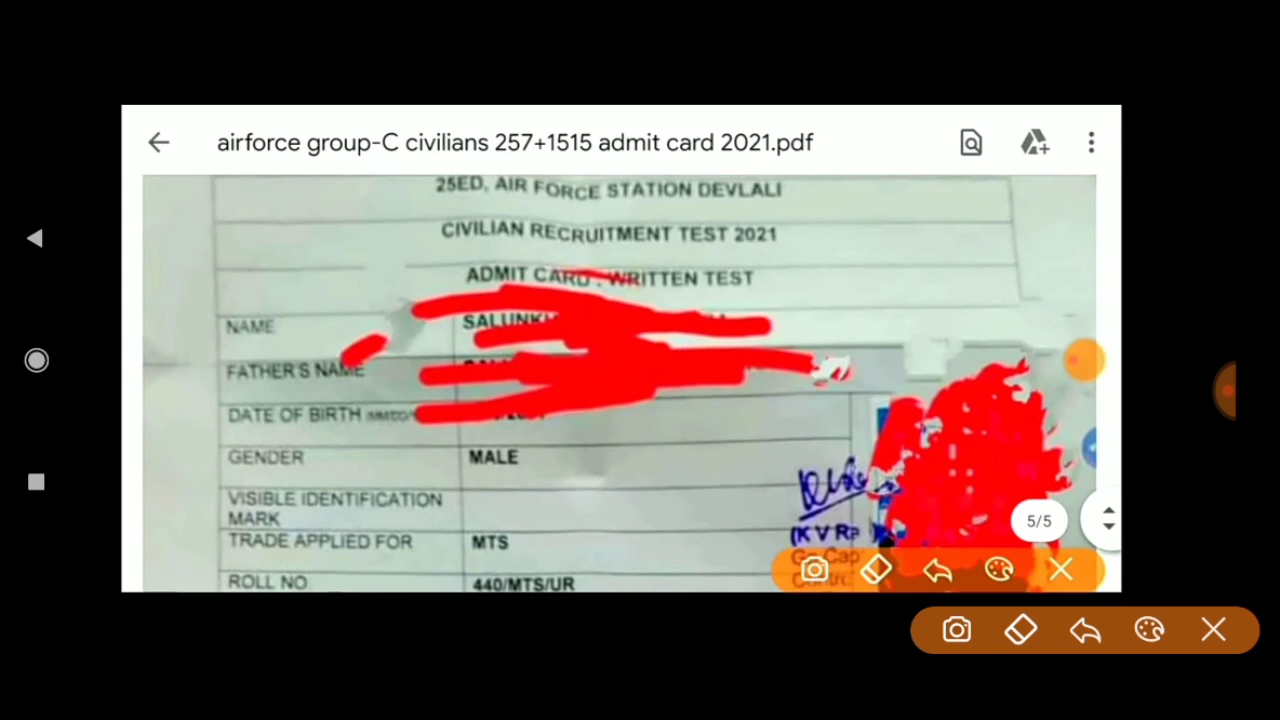 airforce group-C civilians 257+1515 admit card 2021.pdf
25ED, AIR FORCE STATION DEVLALI
CIVILIAN RECRUITMENT TEST 2021
ADMIT CARD : WRITTEN TEST
NAME
FATHER'S NAME
DATE OF BIRTH
GENDER MALE
VISIBLE IDENTIFICATION
MARK
TRADE APPLIED FOR MTS
(K V R
5/5
ROLL NO. 440/MTS/UR